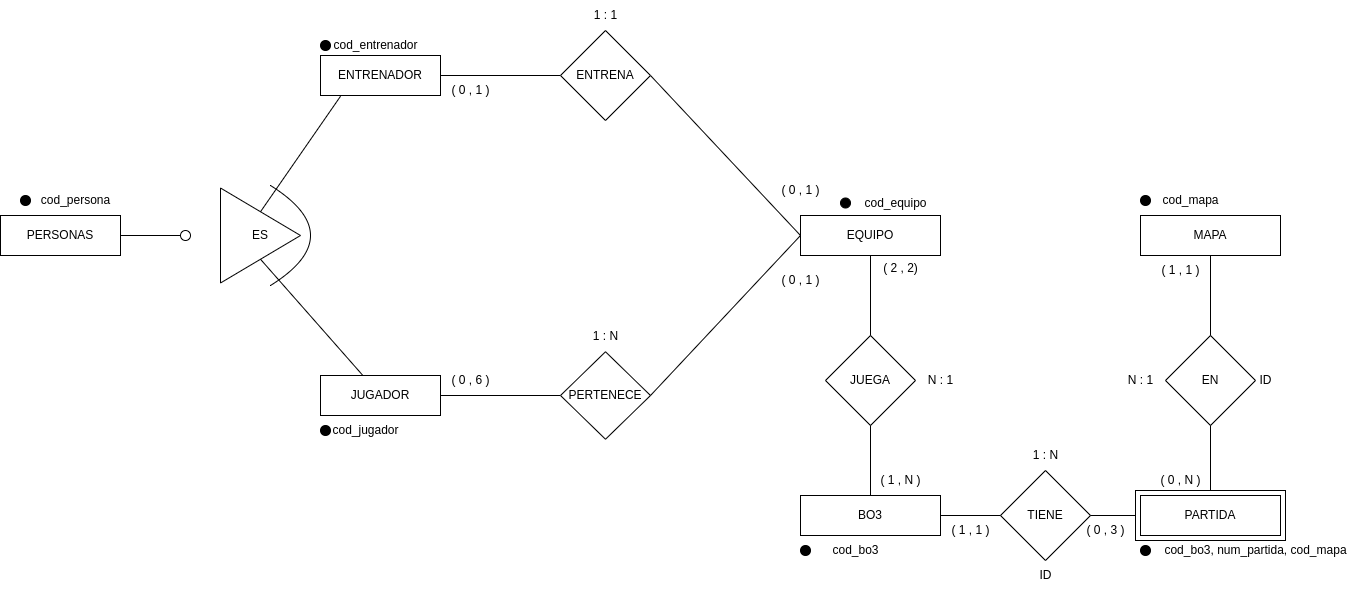 1 : 1
cod_entrenador
ENTRENADOR
ENTRENA
( 0 , 1 )
cod_persona
PERSONAS
ES
( 0 , 1 )
cod_equipo
EQUIPO
( 0 , 1 )
( 2 , 2)
cod_mapa
MAPA
( 1 , 1 )
1 : N
JUGADOR
( 0 , 6 )
PERTENECE
cod_jugador
JUEGA
N : 1
N : 1
EN
ID
( 1 , N )
( 0 , N )
1 : N
BO3
( 1 , 1 )
TIENE
( 0 , 3 )
PARTIDA
cod_bo3
cod_bo3, num_partida, cod_mapa
ID